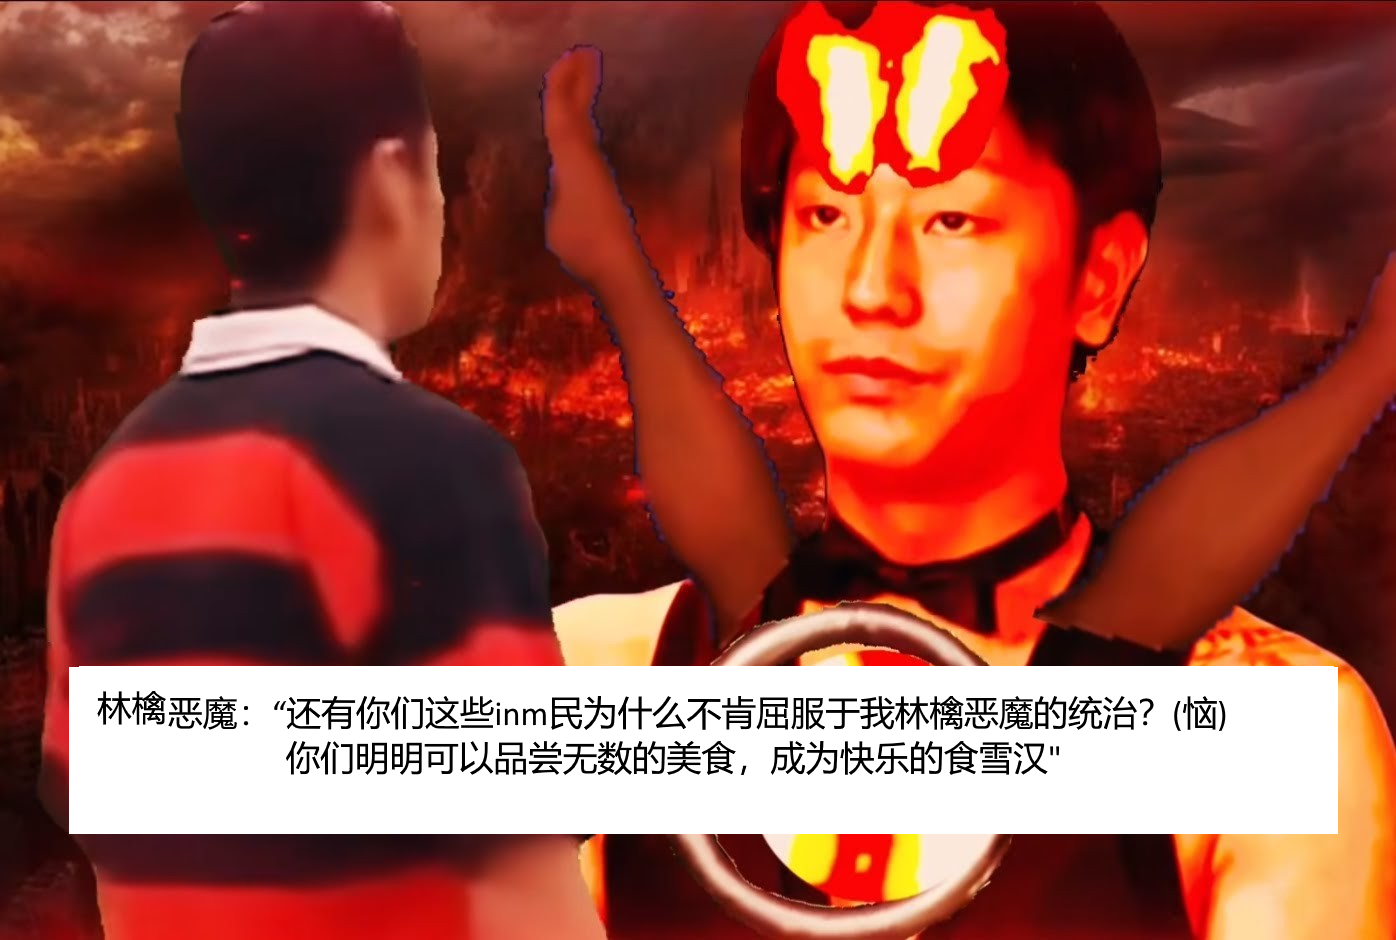 林檎恶魔：“还有你们这些inm民为什么不肯屈服于我林檎恶魔的统治？(恼)
你们明明可以品尝无数的美食，成为快乐的食雪汉"